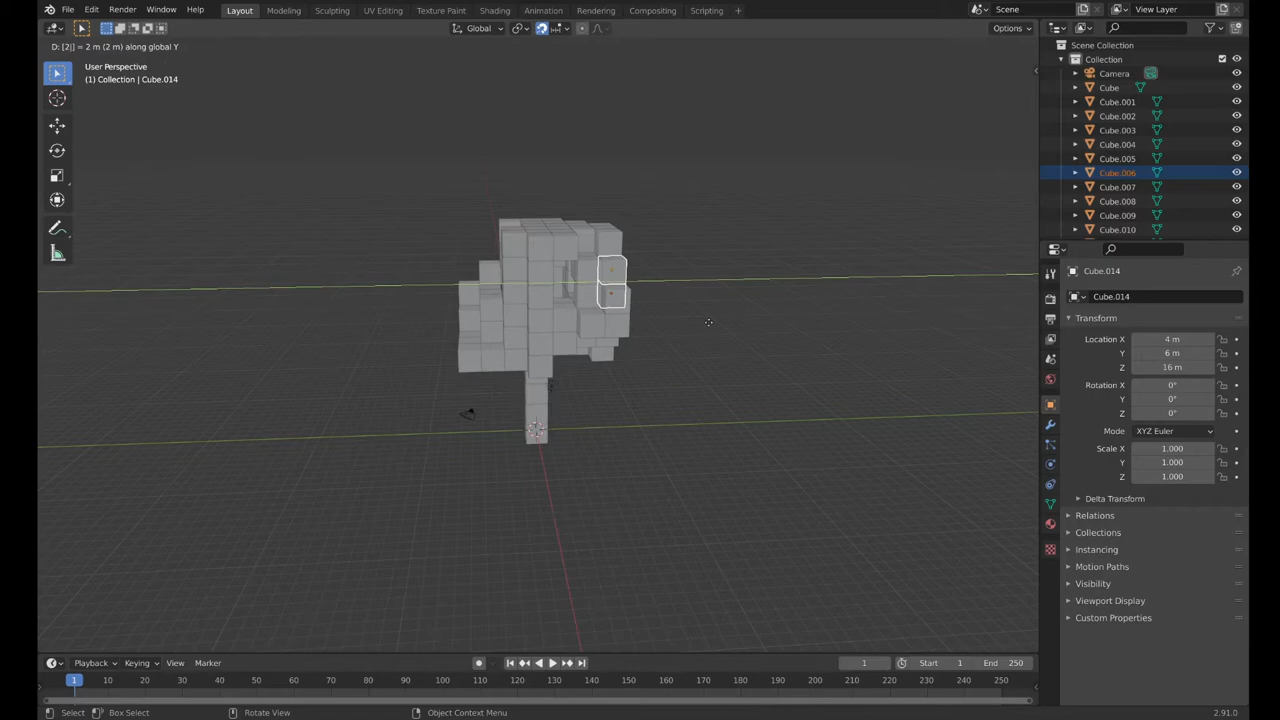 File Edit Render Window Help Layout Modeling Sculpting UV Editing Texture Paint Shading Animation Rendering Compositing Scripting + Scene View Layer
Global Options
D: [2|] = 2 m (2 m) along global Y
User Perspective
(1) Collection | Cube.014
Scene Collection
Collection
Camera
Cube
Cube.001
Cube.002
Cube.003
Cube.004
Cube.005
Cube.006
Cube.007
Cube.008
Cube.009
Cube.010
Cube.014
Cube.014
Transform
Location X 4 m
Y 6 m
Z 16 m
Rotation X 0°
Y 0°
Z 0°
Mode XYZ Euler
Scale X 1.000
Y 1.000
Z 1.000
Delta Transform
Relations
Collections
Instancing
Motion Paths
Visibility
Viewport Display
Custom Properties
Playback Keying View Marker 1 Start 1 End 250
1 10 20 30 40 50 60 70 80 90 100 110 120 130 140 150 160 170 180 190 200 210 220 230 240 250
Select Box Select Rotate View Object Context Menu 2.91.0